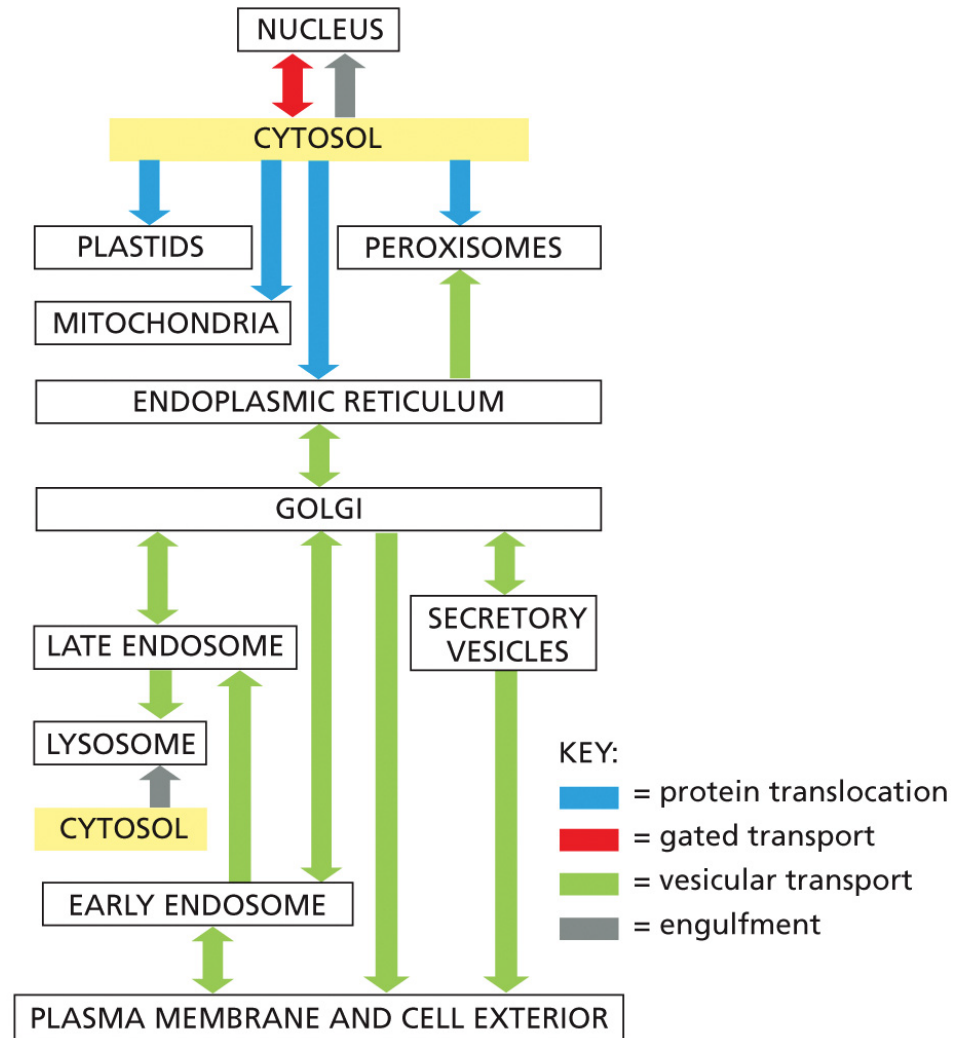 NUCLEUS
CYTOSOL
PLASTIDS
PEROXISOMES
MITOCHONDRIA
ENDOPLASMIC RETICULUM
GOLGI
LATE ENDOSOME
SECRETORY
VESICLES
LYSOSOME
CYTOSOL
EARLY ENDOSOME
PLASMA MEMBRANE AND CELL EXTERIOR
KEY:
= protein translocation
= gated transport
= vesicular transport
= engulfment